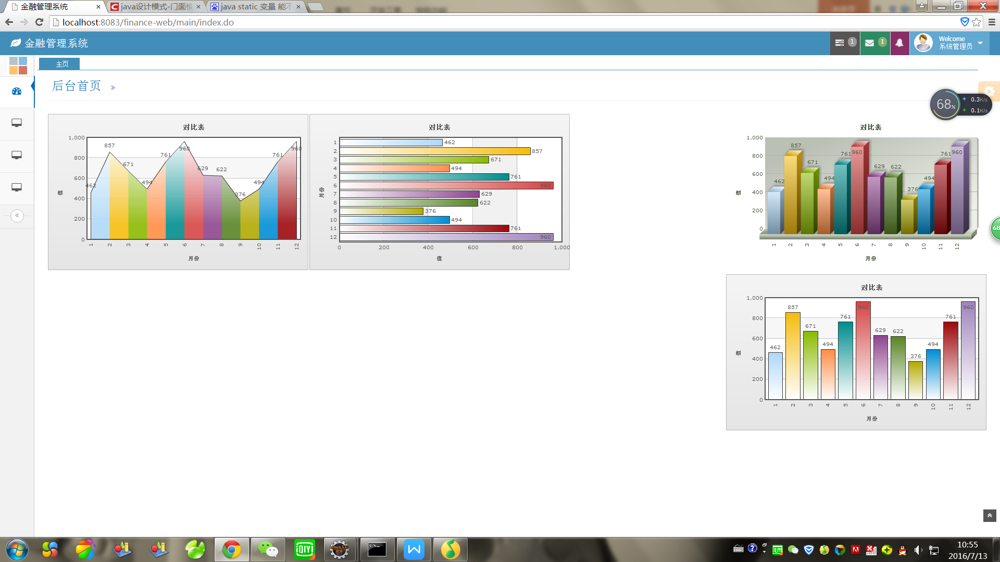 金融管理系统
java设计模式-门面模
java static 变量 能不
localhost:8083/finance-web/main/index.do
金融管理系统
1
1
Welcome
系统管理员
主页
后台首页 »
68%
0.3K/s
0.1K/s
对比表
1,000
800
600
400
200
0
值
462
857
671
494
761
960
629
622
376
494
761
960
1 2 3 4 5 6 7 8 9 10 11 12
月份
对比表
月份
1 462
2 857
3 671
4 494
5 761
6 960
7 629
8 622
9 376
10 494
11 761
12 960
0 200 400 600 800 1,000
值
对比表
1,000
800
600
400
200
0
值
462
857
671
494
761
960
629
622
376
494
761
960
1 2 3 4 5 6 7 8 9 10 11 12
月份
68
对比表
1,000
800
600
400
200
0
值
462
857
671
494
761
960
629
622
376
494
761
960
1 2 3 4 5 6 7 8 9 10 11 12
月份
iQIYI
Java EE
IDE
10:55
2016/7/13